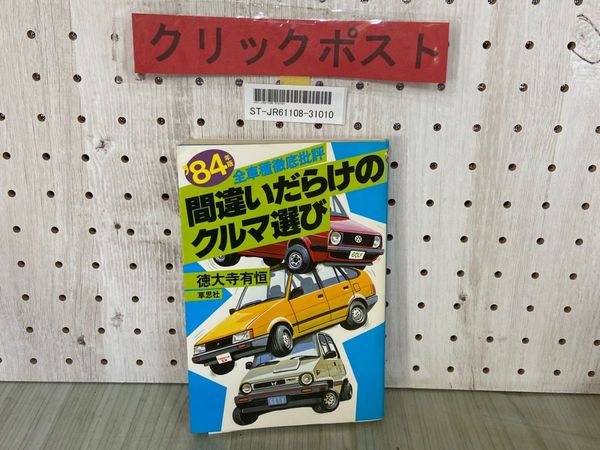 クリックポスト
ST-JR61108-31010
'84年版
全車種徹底批評
間違いだらけの
クルマ選び
徳大寺有恒
草思社
GOLF
CITY